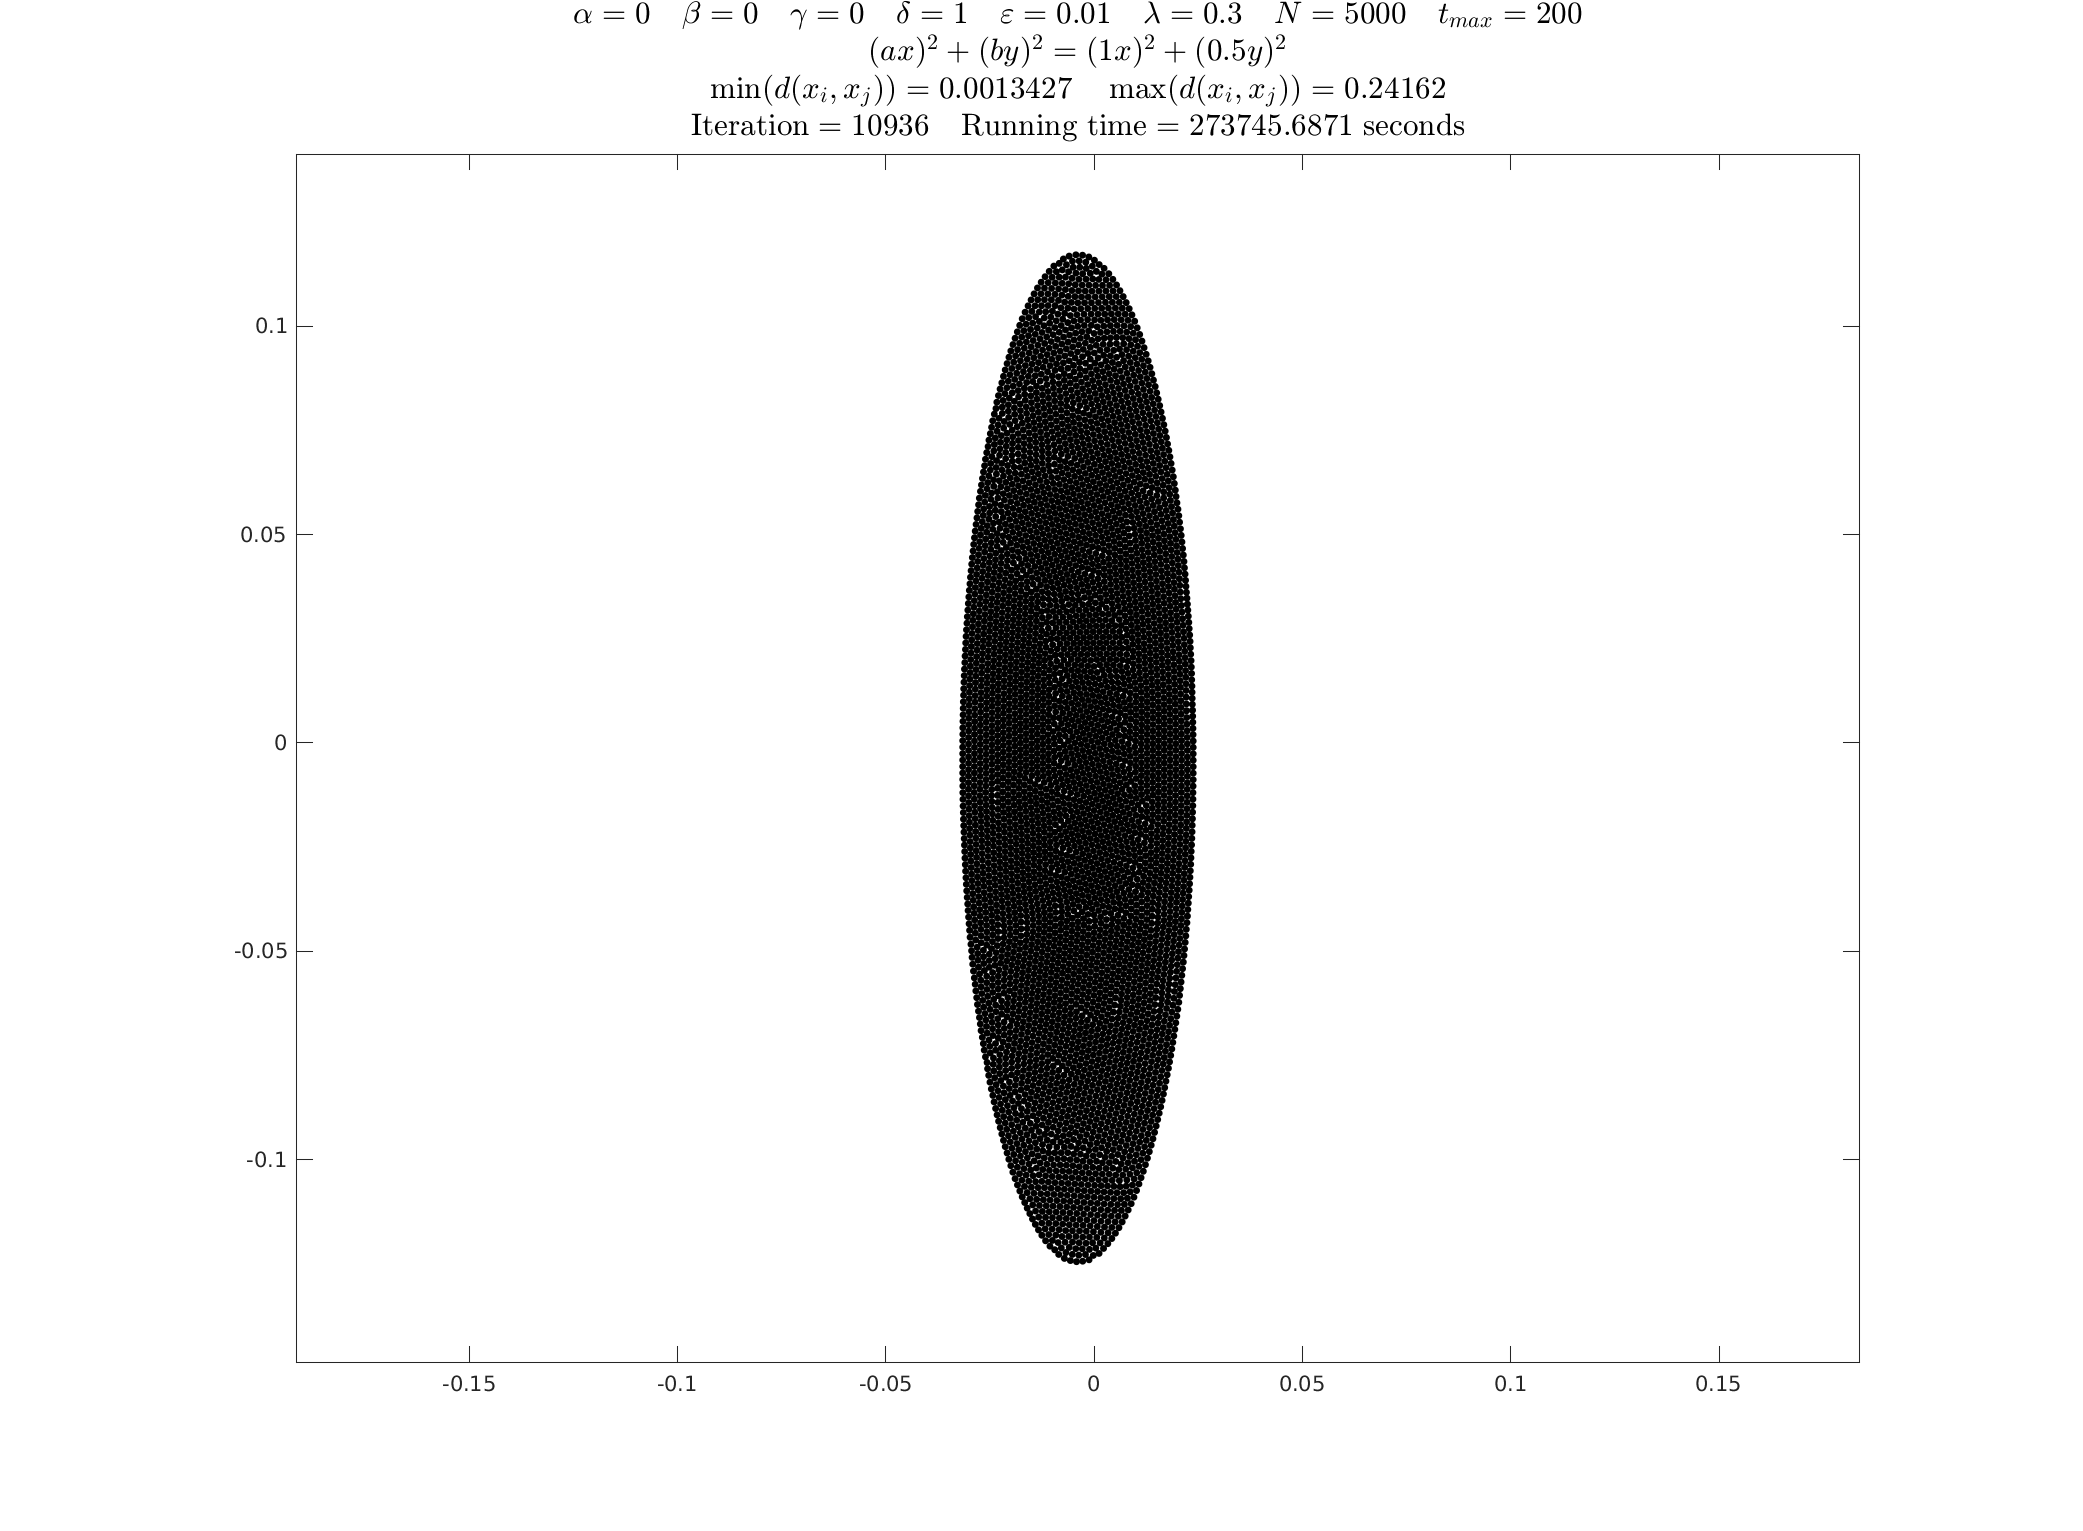 α = 0 β = 0 γ = 0 δ = 1 ε = 0.01 λ = 0.3 N = 5000 t_{max} = 200
(ax)² + (by)² = (1x)² + (0.5y)²
min(d(x_i, x_j)) = 0.0013427 max(d(x_i, x_j)) = 0.24162
Iteration = 10936 Running time = 273745.6871 seconds
0.1
0.05
0
-0.05
-0.1
-0.15 -0.1 -0.05 0 0.05 0.1 0.15